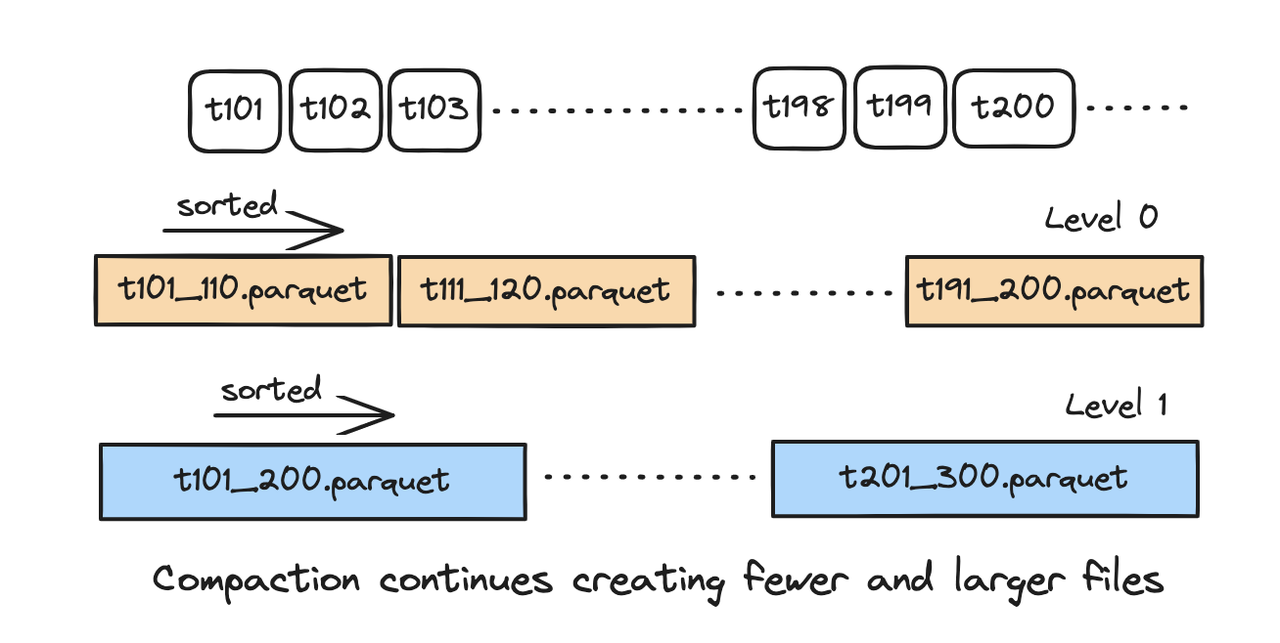 t101 t102 t103 t198 t199 t200
sorted
Level 0
t101_110.parquet t111_120.parquet t191_200.parquet
sorted
Level 1
t101_200.parquet t201_300.parquet
Compaction continues creating fewer and larger files